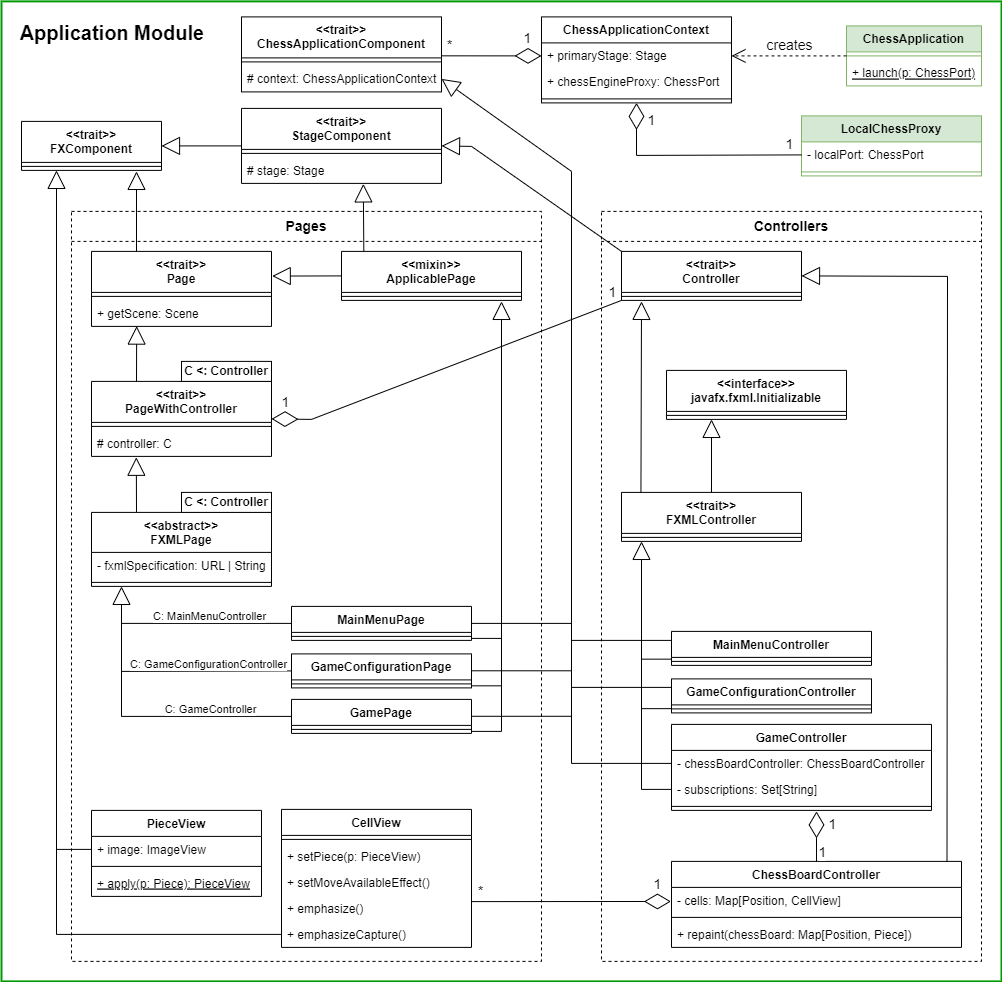 Application Module
<<trait>>
ChessApplicationComponent
# context: ChessApplicationContext
*
1
ChessApplicationContext
+ primaryStage: Stage
+ chessEngineProxy: ChessPort
creates
ChessApplication
+ launch(p: ChessPort)
1
1
LocalChessProxy
- localPort: ChessPort
<<trait>>
FXComponent
<<trait>>
StageComponent
# stage: Stage
Pages
<<trait>>
Page
+ getScene: Scene
<<mixin>>
ApplicablePage
C <: Controller
<<trait>>
PageWithController
# controller: C
1
1
C <: Controller
<<abstract>>
FXMLPage
- fxmlSpecification: URL | String
C: MainMenuController
MainMenuPage
C: GameConfigurationController
GameConfigurationPage
C: GameController
GamePage
PieceView
+ image: ImageView
+ apply(p: Piece): PieceView
CellView
+ setPiece(p: PieceView)
+ setMoveAvailableEffect()
+ emphasize()
+ emphasizeCapture()
Controllers
<<trait>>
Controller
<<interface>>
javafx.fxml.Initializable
<<trait>>
FXMLController
MainMenuController
GameConfigurationController
GameController
- chessBoardController: ChessBoardController
- subscriptions: Set[String]
1
1
*
1
ChessBoardController
- cells: Map[Position, CellView]
+ repaint(chessBoard: Map[Position, Piece])